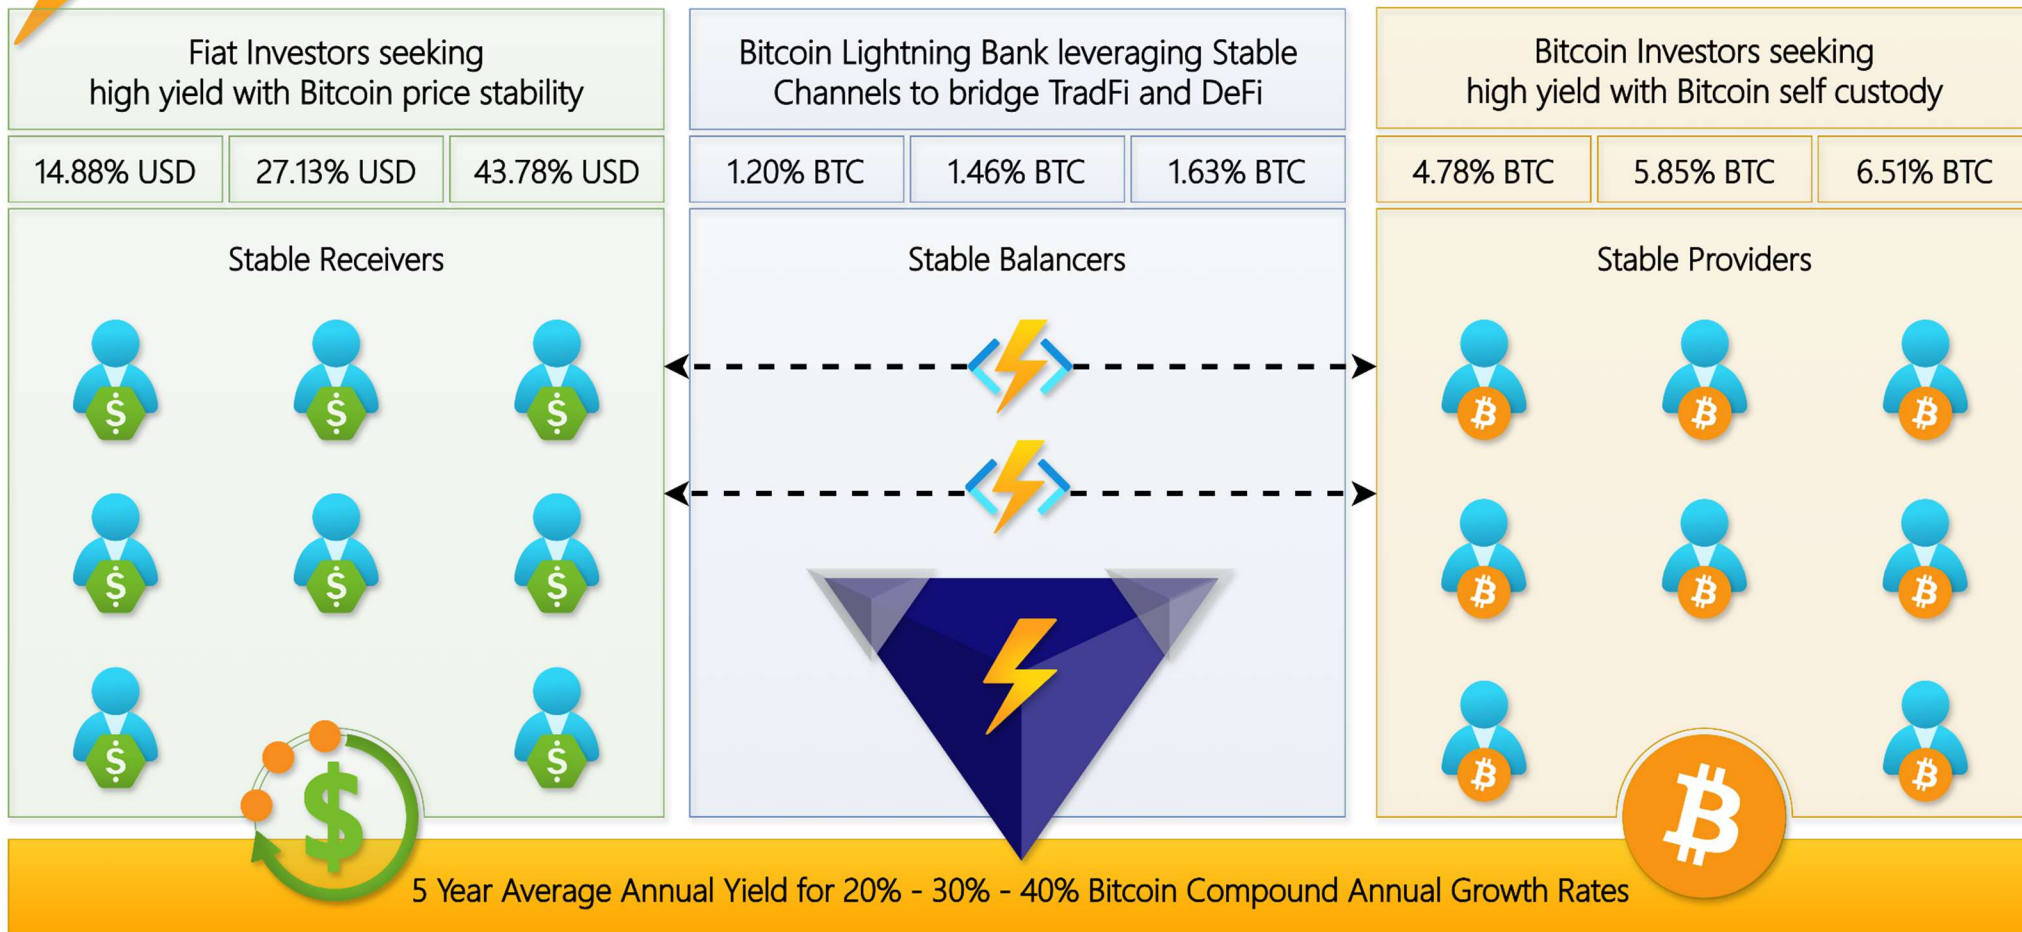 Fiat Investors seeking
high yield with Bitcoin price stability
14.88% USD
27.13% USD
43.78% USD
Stable Receivers
Bitcoin Lightning Bank leveraging Stable
Channels to bridge TradFi and DeFi
1.20% BTC
1.46% BTC
1.63% BTC
Stable Balancers
Bitcoin Investors seeking
high yield with Bitcoin self custody
4.78% BTC
5.85% BTC
6.51% BTC
Stable Providers
5 Year Average Annual Yield for 20% - 30% - 40% Bitcoin Compound Annual Growth Rates